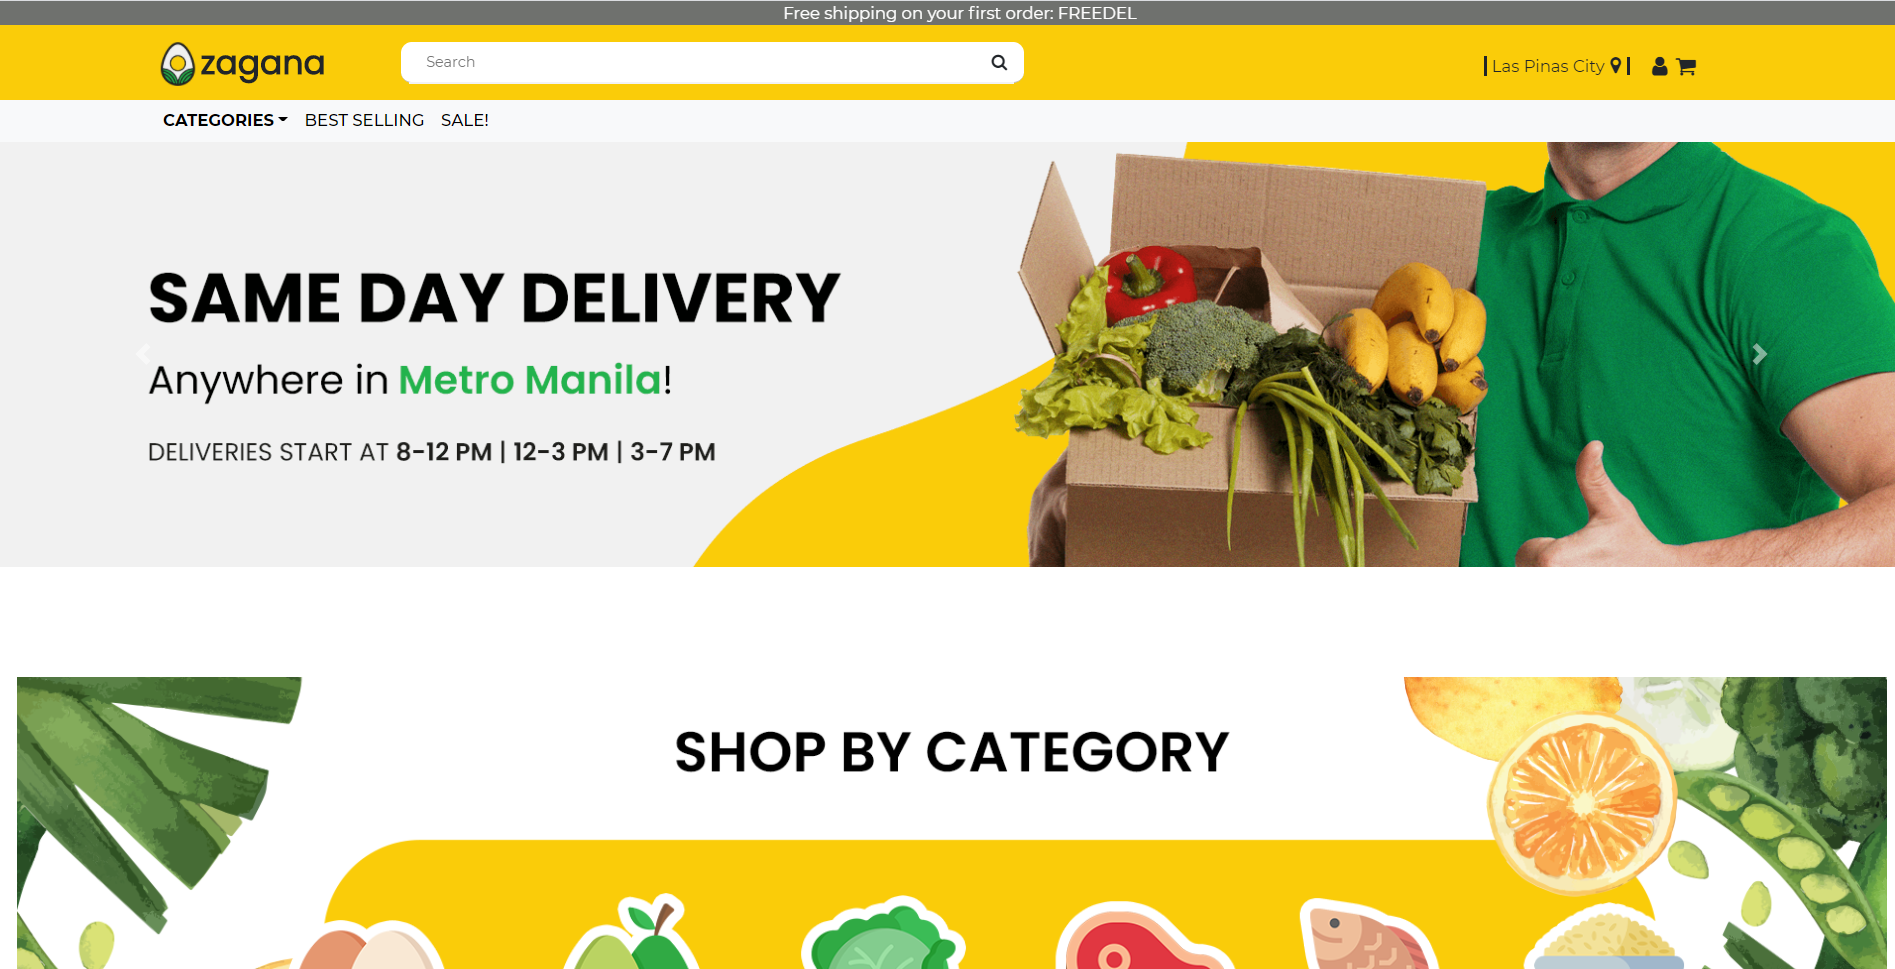 Free shipping on your first order: FREEDEL
zagana
Search
Las Pinas City
CATEGORIES BEST SELLING SALE!
SAME DAY DELIVERY
Anywhere in Metro Manila!
DELIVERIES START AT 8-12 PM | 12-3 PM | 3-7 PM
SHOP BY CATEGORY